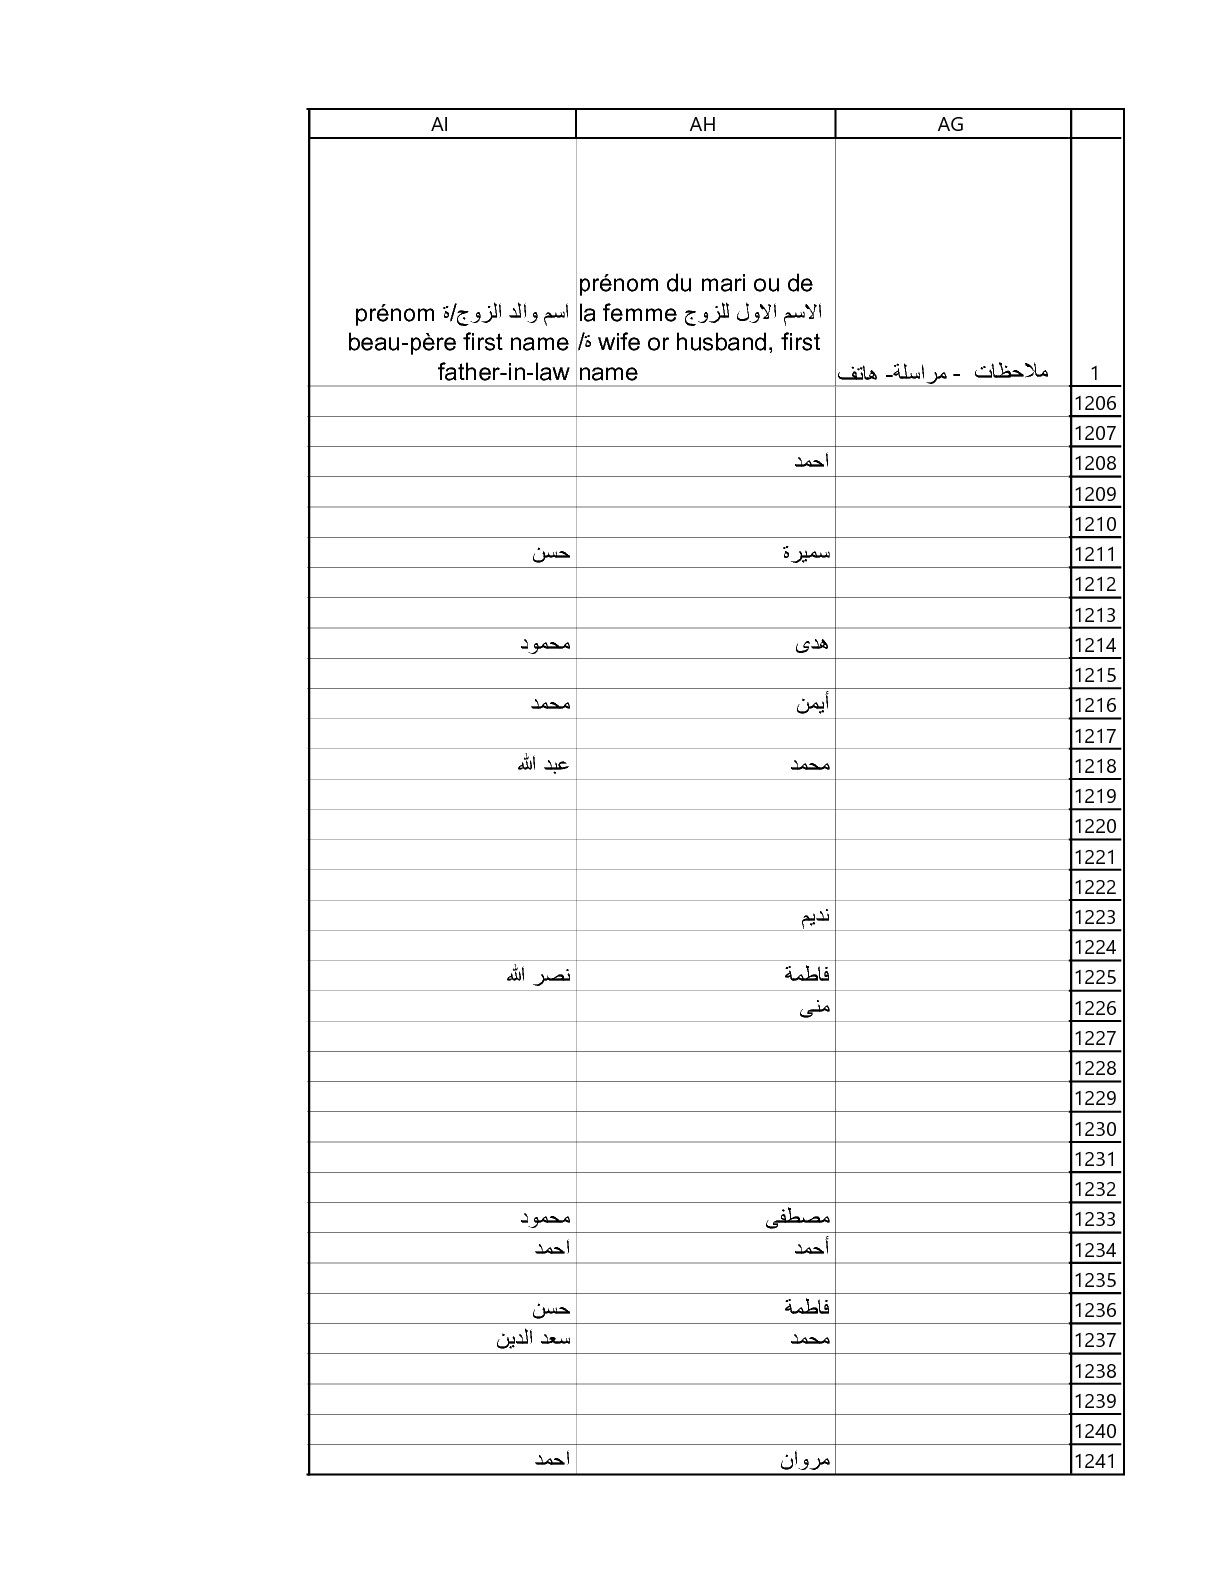 AI AH AG
prénom du mari ou de
prénom اسم والد الزوج/ة la femme الاسم الاول للزوج
beau-père first name /ة wife or husband, first
father-in-law name ملاحظات - مراسلة- هاتف 1
1206
1207
احمد 1208
1209
1210
حسن سميرة 1211
1212
1213
محمود هدى 1214
1215
محمد أيمن 1216
1217
عبد الله محمد 1218
1219
1220
1221
1222
نديم 1223
1224
نصر الله فاطمة 1225
منى 1226
1227
1228
1229
1230
1231
1232
محمود مصطفى 1233
احمد أحمد 1234
1235
حسن فاطمة 1236
سعد الدين محمد 1237
1238
1239
1240
احمد مروان 1241